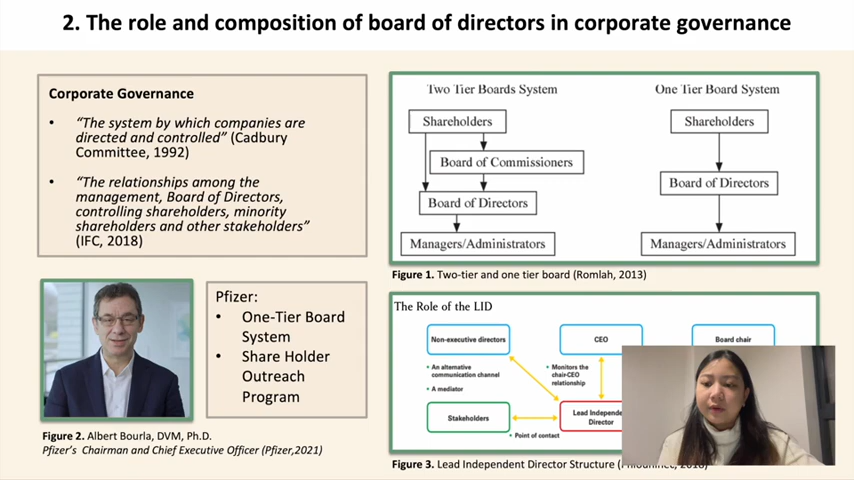 2. The role and composition of board of directors in corporate governance
Corporate Governance
• “The system by which companies are
directed and controlled” (Cadbury
Committee, 1992)
• “The relationships among the
management, Board of Directors,
controlling shareholders, minority
shareholders and other stakeholders”
(IFC, 2018)
Two Tier Boards System
Shareholders
Board of Commissioners
Board of Directors
Managers/Administrators
One Tier Board System
Shareholders
Board of Directors
Managers/Administrators
Figure 1. Two-tier and one tier board (Romlah, 2013)
Pfizer:
• One-Tier Board
System
• Share Holder
Outreach
Program
Figure 2. Albert Bourla, DVM, Ph.D.
Pfizer’s Chairman and Chief Executive Officer (Pfizer,2021)
The Role of the LID
Non-executive directors
CEO
Board chair
• An alternative
communication channel
• A mediator
• Monitors the
chair-CEO
relationship
Stakeholders
Lead
Director
• Point of contact
Figure 3. Lead Independent Director Structure